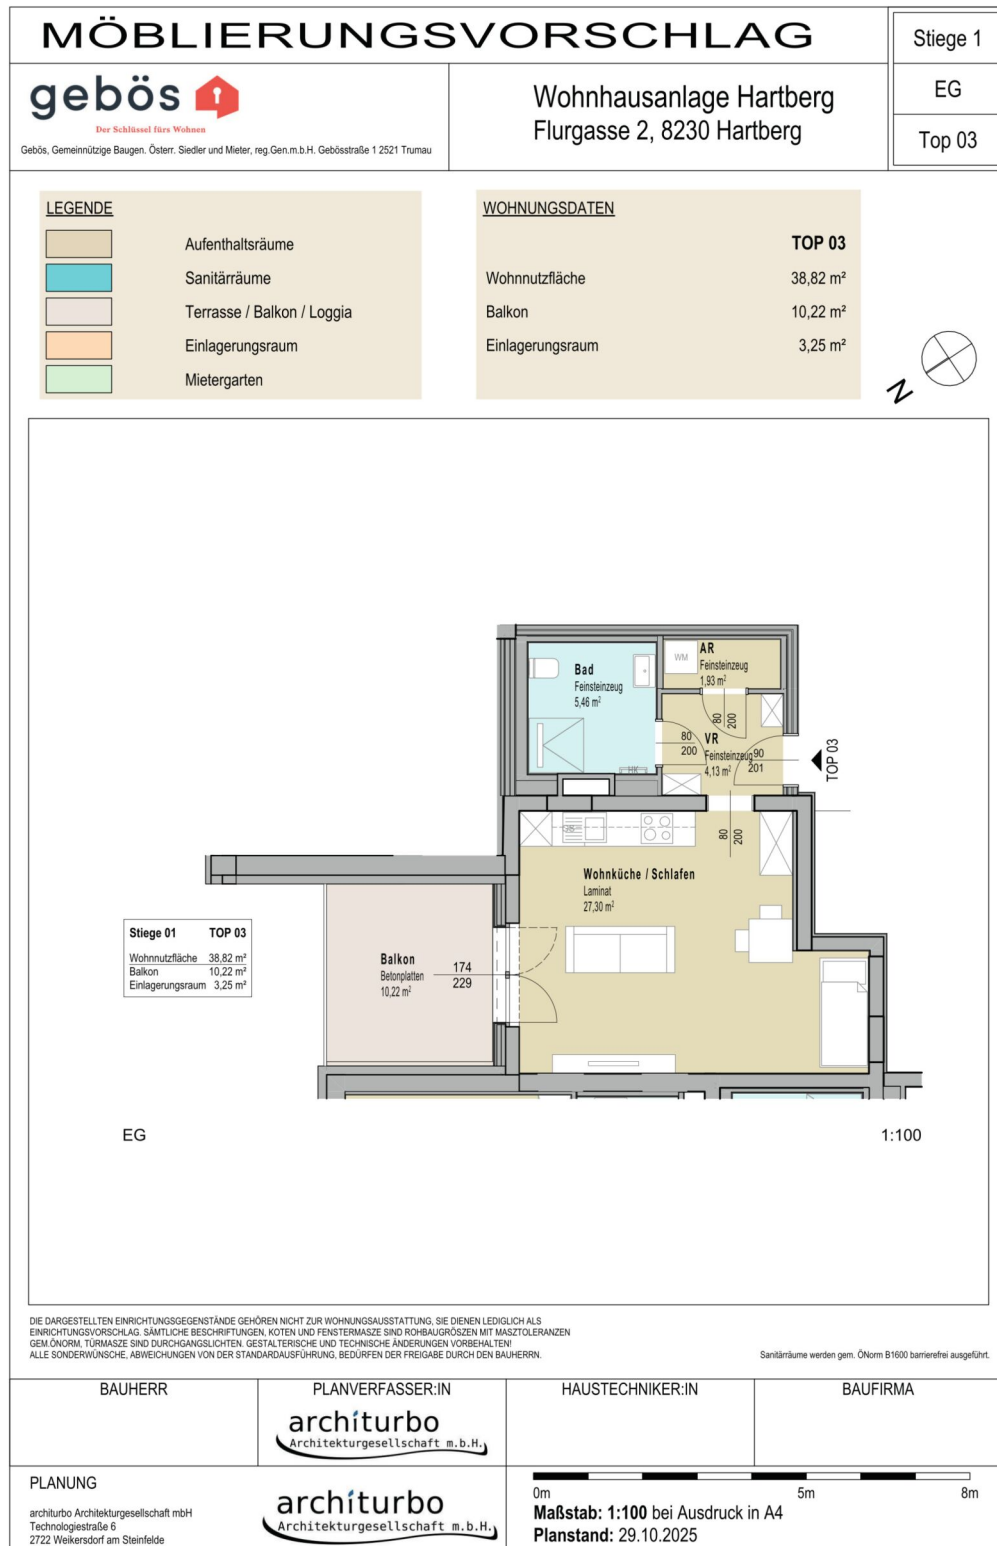 MÖBLIERUNGSVORSCHLAG
Stiege 1
EG
Top 03
gebös
Der Schlüssel fürs Wohnen
Gebös, Gemeinnützige Baugen. Österr. Siedler und Mieter, reg.Gen.m.b.H. Gebösstraße 1 2521 Trumau
Wohnhausanlage Hartberg
Flurgasse 2, 8230 Hartberg
LEGENDE
Aufenthaltsräume
Sanitärräume
Terrasse / Balkon / Loggia
Einlagerungsraum
Mietergarten
WOHNUNGSDATEN
TOP 03
Wohnnutzfläche 38,82 m²
Balkon 10,22 m²
Einlagerungsraum 3,25 m²
N
Bad
Feinsteinzeug
5,46 m²
WM
AR
Feinsteinzeug
1,93 m²
80
200
80
200
VR
Feinsteinzeug
4,13 m²
90
201
TOP 03
HK
GS
80
200
Wohnküche / Schlafen
Laminat
27,30 m²
Balkon
Betonplatten
10,22 m²
174
229
Stiege 01 TOP 03
Wohnnutzfläche 38,82 m²
Balkon 10,22 m²
Einlagerungsraum 3,25 m²
EG
1:100
DIE DARGESTELLTEN EINRICHTUNGSGEGENSTÄNDE GEHÖREN NICHT ZUR WOHNUNGSAUSSTATTUNG, SIE DIENEN LEDIGLICH ALS
EINRICHTUNGSVORSCHLAG. SÄMTLICHE BESCHRIFTUNGEN, KOTEN UND FENSTERMASZE SIND ROHBAUGRÖSZEN MIT MASZTOLERANZEN
GEM.ÖNORM, TÜRMASZE SIND DURCHGANGSLICHTEN. GESTALTERISCHE UND TECHNISCHE ÄNDERUNGEN VORBEHALTEN!
ALLE SONDERWÜNSCHE, ABWEICHUNGEN VON DER STANDARDAUSFÜHRUNG, BEDÜRFEN DER FREIGABE DURCH DEN BAUHERRN.
Sanitärräume werden gem. ÖNorm B1600 barrierefrei ausgeführt.
BAUHERR
PLANVERFASSER:IN
architurbo
Architekturgesellschaft m.b.H.
HAUSTECHNIKER:IN
BAUFIRMA
PLANUNG
architurbo Architekturgesellschaft mbH
Technologiestraße 6
2722 Weikersdorf am Steinfelde
architurbo
Architekturgesellschaft m.b.H.
0m 5m 8m
Maßstab: 1:100 bei Ausdruck in A4
Planstand: 29.10.2025